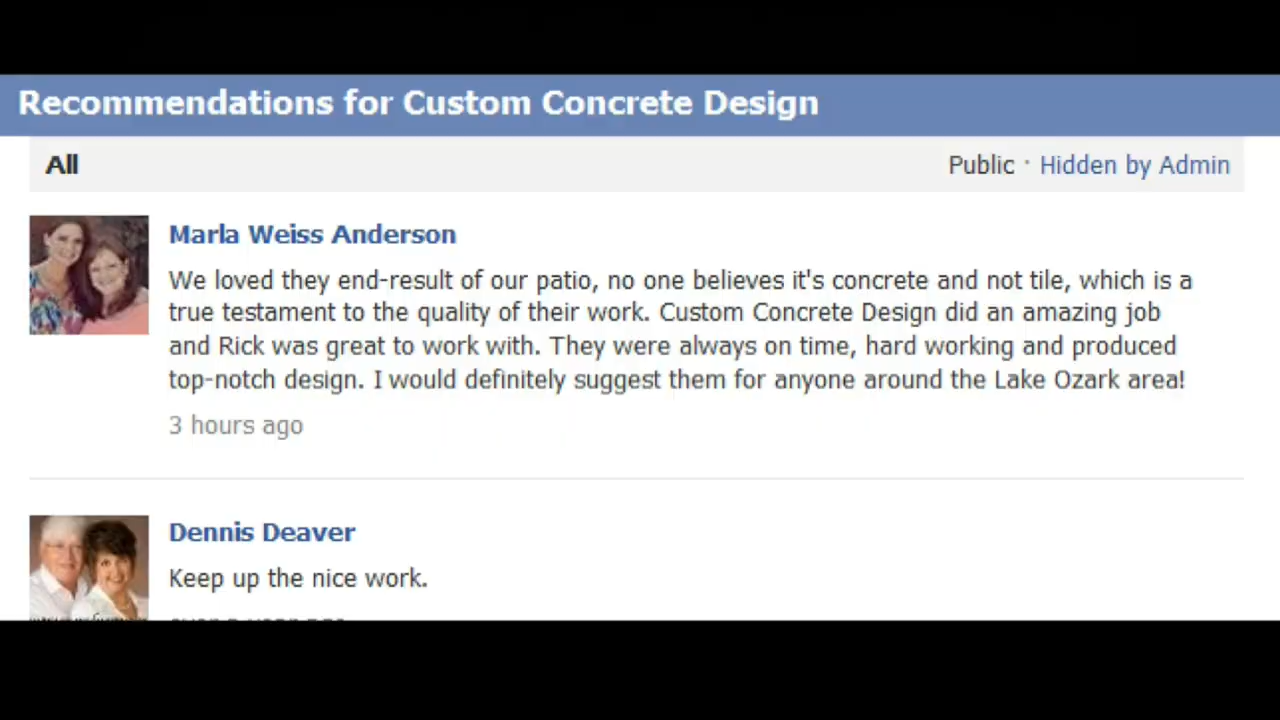 Recommendations for Custom Concrete Design
All
Public · Hidden by Admin
Marla Weiss Anderson
We loved they end-result of our patio, no one believes it's concrete and not tile, which is a
true testament to the quality of their work. Custom Concrete Design did an amazing job
and Rick was great to work with. They were always on time, hard working and produced
top-notch design. I would definitely suggest them for anyone around the Lake Ozark area!
3 hours ago
Dennis Deaver
Keep up the nice work.
over a year ago